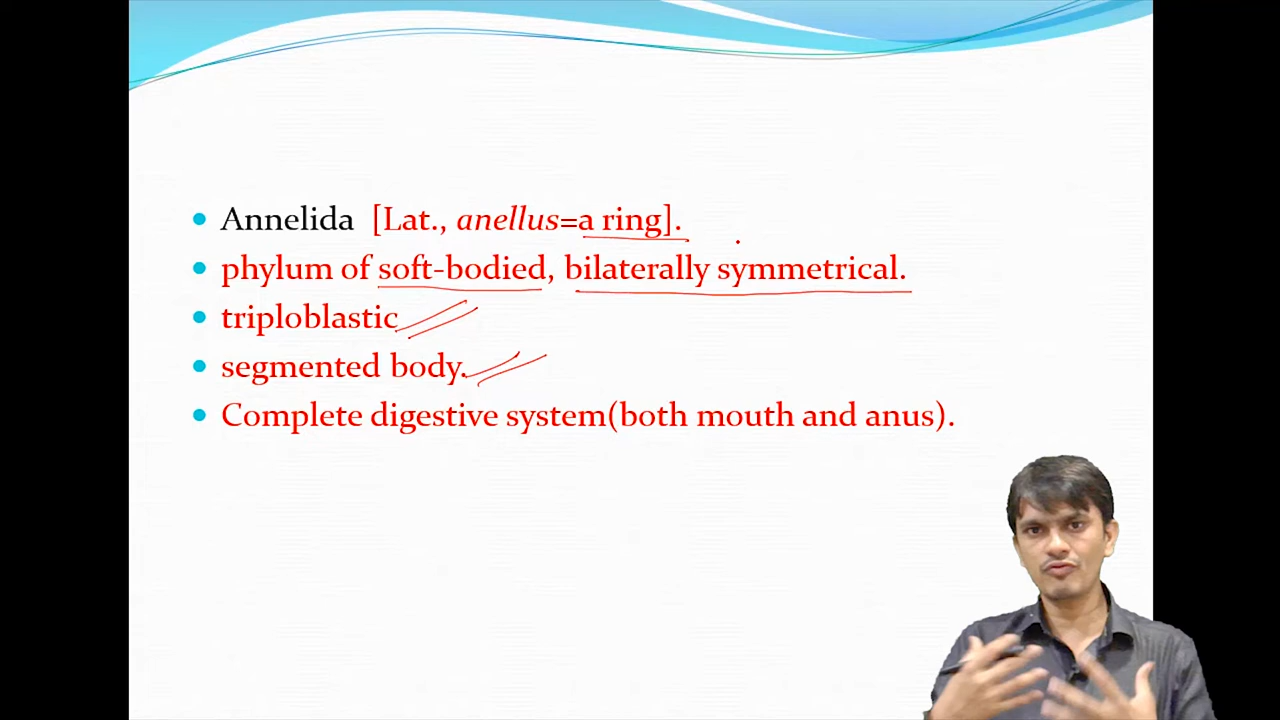 Annelida [Lat., anellus=a ring].
phylum of soft-bodied, bilaterally symmetrical.
triploblastic
segmented body.
Complete digestive system(both mouth and anus).